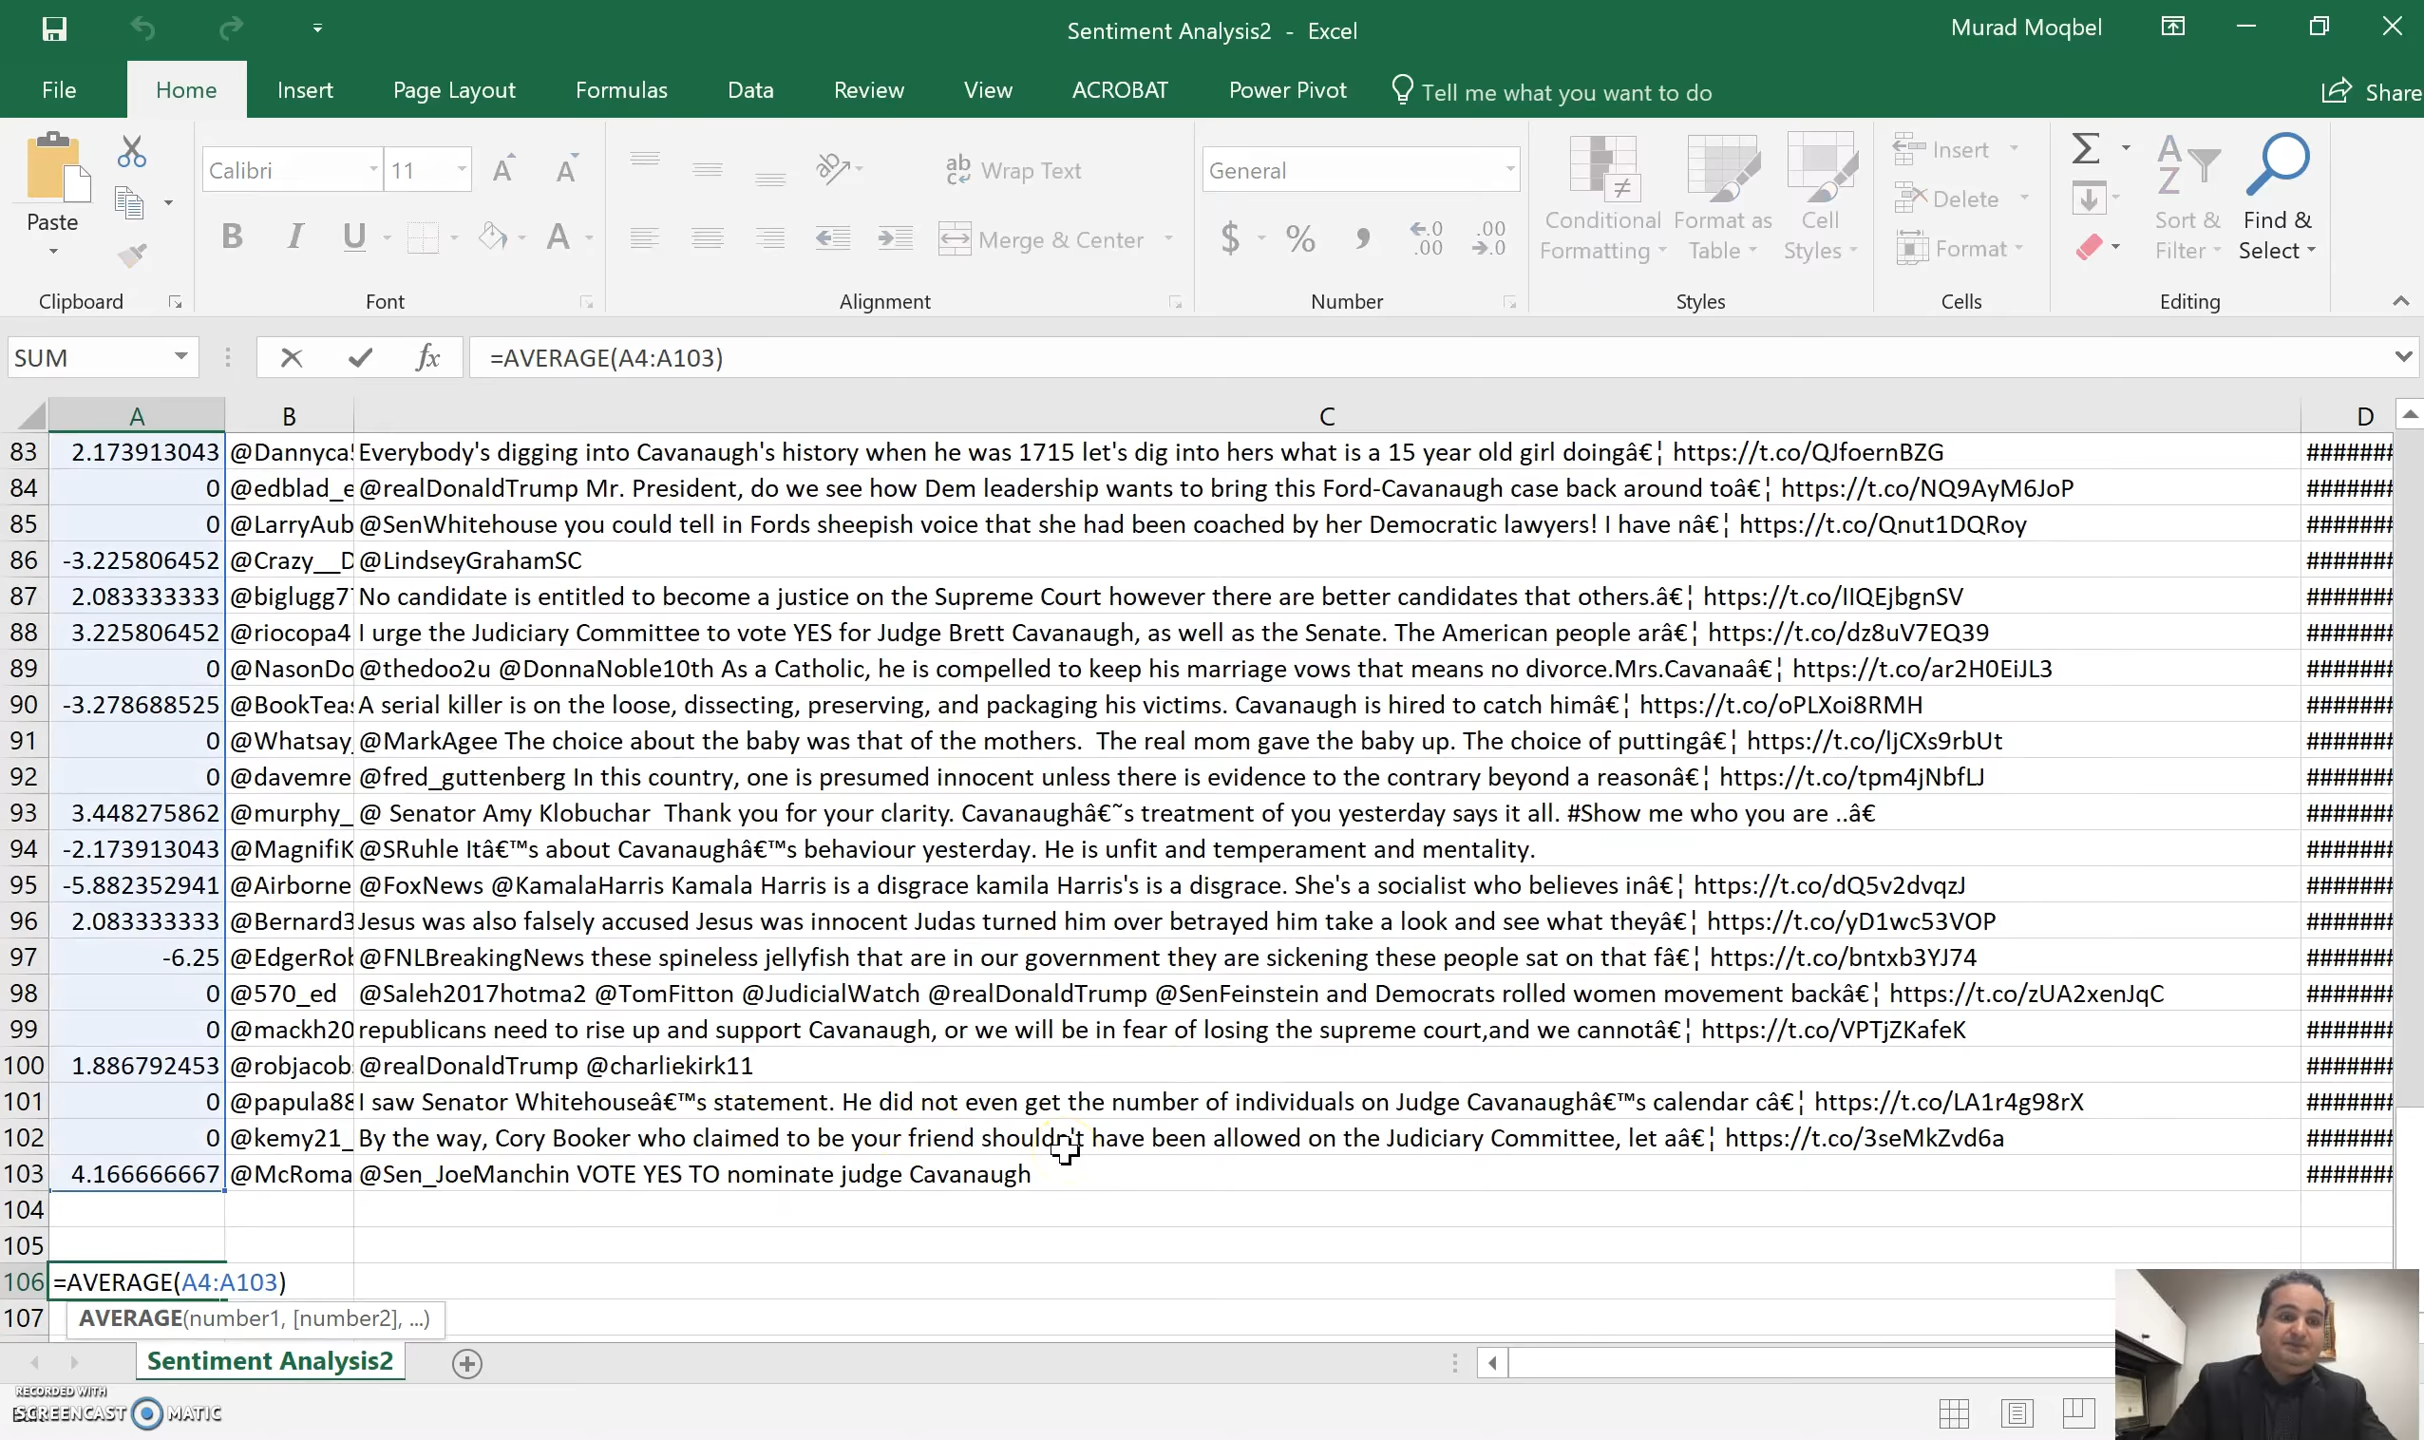 Sentiment Analysis2 - Excel
Murad Moqbel
File Home Insert Page Layout Formulas Data Review View ACROBAT Power Pivot Tell me what you want to do Share
Paste
Clipboard
Calibri 11
B I U A
Font
ab Wrap Text
Merge & Center
Alignment
General
$ % , .0 .00 .00 .0
Number
Conditional Formatting
Format as Table
Cell Styles
Styles
Insert
Delete
Format
Cells
Sort & Filter
Find & Select
Editing
SUM fx =AVERAGE(A4:A103)
A B C D
83 2.173913043 @Dannyca Everybody's digging into Cavanaugh's history when he was 1715 let's dig into hers what is a 15 year old girl doingâ€¦ https://t.co/QJfoernBZG
84 0 @edblad_e @realDonaldTrump Mr. President, do we see how Dem leadership wants to bring this Ford-Cavanaugh case back around toâ€¦ https://t.co/NQ9AyM6JoP
85 0 @LarryAub @SenWhitehouse you could tell in Fords sheepish voice that she had been coached by her Democratic lawyers! I have nâ€¦ https://t.co/Qnut1DQRoy
86 -3.225806452 @Crazy__D @LindseyGrahamSC
87 2.083333333 @biglugg7 No candidate is entitled to become a justice on the Supreme Court however there are better candidates that others.â€¦ https://t.co/IIQEjbgnSV
88 3.225806452 @riocopa4 I urge the Judiciary Committee to vote YES for Judge Brett Cavanaugh, as well as the Senate. The American people arâ€¦ https://t.co/dz8uV7EQ39
89 0 @NasonDo @thedoo2u @DonnaNoble10th As a Catholic, he is compelled to keep his marriage vows that means no divorce.Mrs.Cavanaâ€¦ https://t.co/ar2H0EiJL3
90 -3.278688525 @BookTeas A serial killer is on the loose, dissecting, preserving, and packaging his victims. Cavanaugh is hired to catch himâ€¦ https://t.co/oPLXoi8RMH
91 0 @Whatsay_ @MarkAgee The choice about the baby was that of the mothers. The real mom gave the baby up. The choice of puttingâ€¦ https://t.co/ljCXs9rbUt
92 0 @davemre @fred_guttenberg In this country, one is presumed innocent unless there is evidence to the contrary beyond a reasonâ€¦ https://t.co/tpm4jNbfLJ
93 3.448275862 @murphy_ @ Senator Amy Klobuchar Thank you for your clarity. Cavanaughâ€˜s treatment of you yesterday says it all. #Show me who you are ..â€
94 -2.173913043 @MagnifiK @SRuhle Itâ€™s about Cavanaughâ€™s behaviour yesterday. He is unfit and temperament and mentality.
95 -5.882352941 @Airborne @FoxNews @KamalaHarris Kamala Harris is a disgrace kamila Harris's is a disgrace. She's a socialist who believes inâ€¦ https://t.co/dQ5v2dvqzJ
96 2.083333333 @Bernard3 Jesus was also falsely accused Jesus was innocent Judas turned him over betrayed him take a look and see what theyâ€¦ https://t.co/yD1wc53VOP
97 -6.25 @EdgerRob @FNLBreakingNews these spineless jellyfish that are in our government they are sickening these people sat on that fâ€¦ https://t.co/bntxb3YJ74
98 0 @570_ed @Saleh2017hotma2 @TomFitton @JudicialWatch @realDonaldTrump @SenFeinstein and Democrats rolled women movement backâ€¦ https://t.co/zUA2xenJqC
99 0 @mackh20 republicans need to rise up and support Cavanaugh, or we will be in fear of losing the supreme court,and we cannotâ€¦ https://t.co/VPTjZKafeK
100 1.886792453 @robjacob @realDonaldTrump @charliekirk11
101 0 @papula88 I saw Senator Whitehouseâ€™s statement. He did not even get the number of individuals on Judge Cavanaughâ€™s calendar câ€¦ https://t.co/LA1r4g98rX
102 0 @kemy21_ By the way, Cory Booker who claimed to be your friend shouldn't have been allowed on the Judiciary Committee, let aâ€¦ https://t.co/3seMkZvd6a
103 4.166666667 @McRoma @Sen_JoeManchin VOTE YES TO nominate judge Cavanaugh
104
105
106 =AVERAGE(A4:A103)
107 AVERAGE(number1, [number2], ...)
Sentiment Analysis2
RECORDED WITH
SCREENCAST MATIC